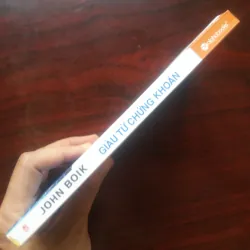 JOHN BOIK
GIÀU TỪ CHỨNG KHOÁN